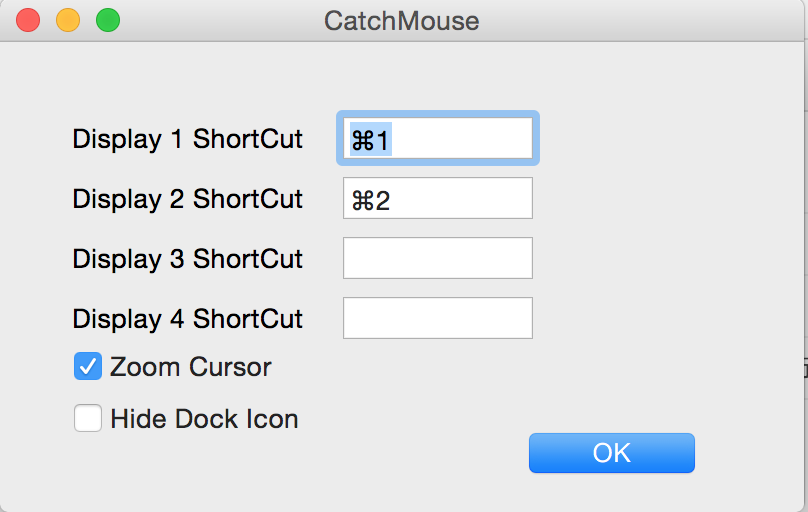 CatchMouse
Display 1 ShortCut ⌘1
Display 2 ShortCut ⌘2
Display 3 ShortCut
Display 4 ShortCut
Zoom Cursor
Hide Dock Icon
OK